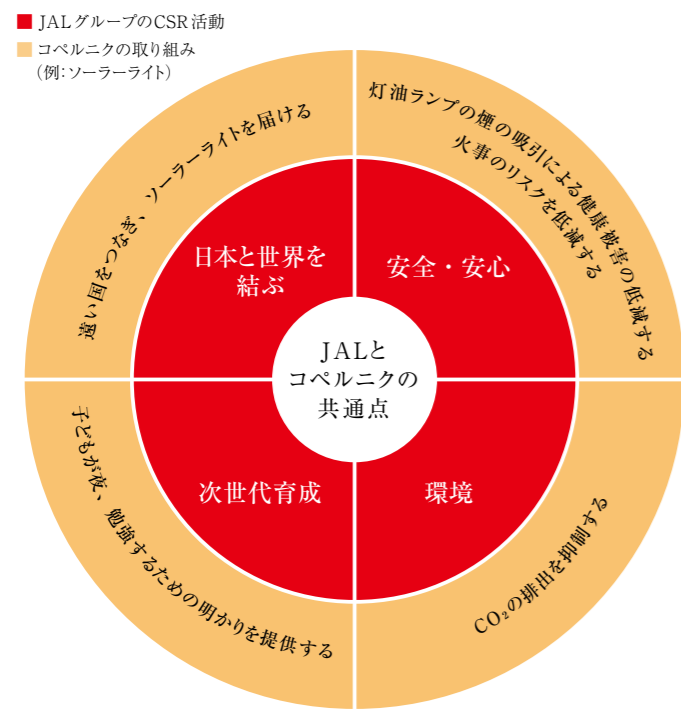 JALグループのCSR活動
コペルニクの取り組み
（例：ソーラーライト）
遠い国をつなぎ、ソーラーライトを届ける
灯油ランプの煙の吸引による健康被害の低減する
火事のリスクを低減する
日本と世界を
結ぶ
安全・安心
JALと
コペルニクの
共通点
次世代育成
環境
子どもが夜、勉強するための明かりを提供する
CO₂の排出を抑制する